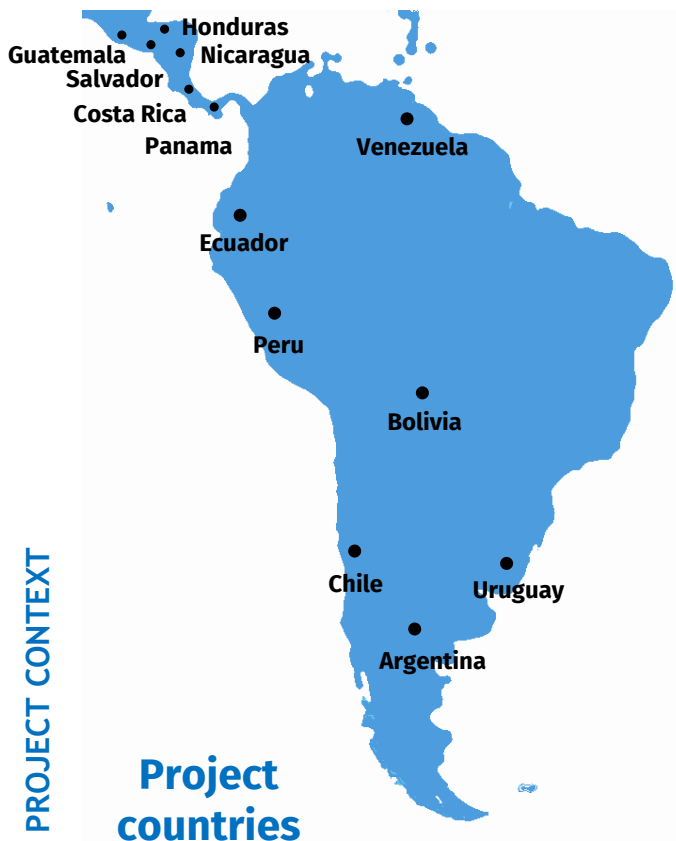 Honduras
Guatemala
Nicaragua
Salvador
Costa Rica
Panama
Venezuela
Ecuador
Peru
Bolivia
Chile
Uruguay
Argentina
PROJECT CONTEXT
Project
countries